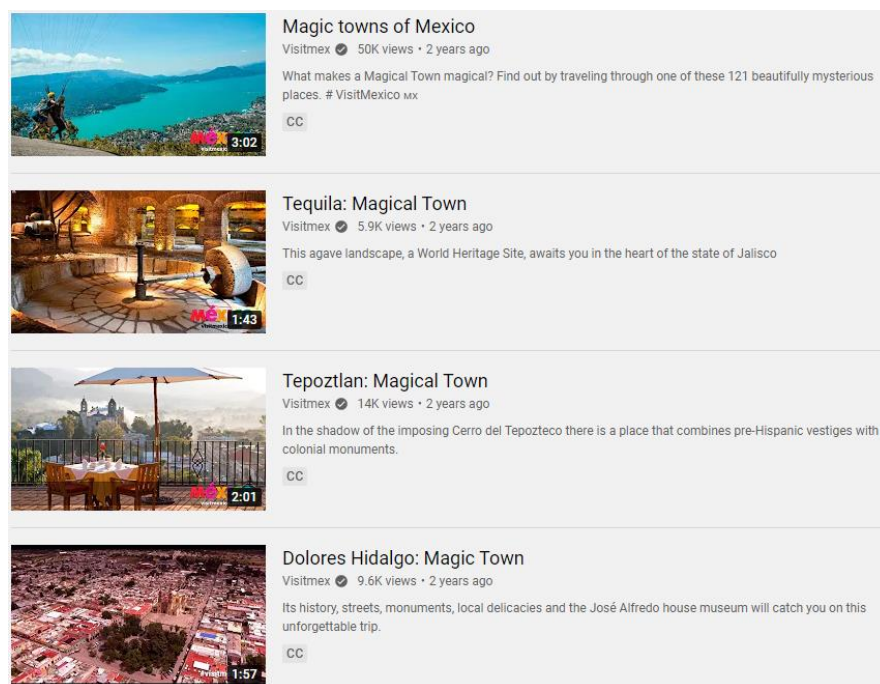 Magic towns of Mexico
Visitmex 50K views • 2 years ago
What makes a Magical Town magical? Find out by traveling through one of these 121 beautifully mysterious
places. # VisitMexico MX
CC
MÉX
3:02
Tequila: Magical Town
Visitmex 5.9K views • 2 years ago
This agave landscape, a World Heritage Site, awaits you in the heart of the state of Jalisco
CC
MÉX
1:43
Tepoztlan: Magical Town
Visitmex 14K views • 2 years ago
In the shadow of the imposing Cerro del Tepozteco there is a place that combines pre-Hispanic vestiges with
colonial monuments.
CC
MÉX
2:01
Dolores Hidalgo: Magic Town
Visitmex 9.6K views • 2 years ago
Its history, streets, monuments, local delicacies and the José Alfredo house museum will catch you on this
unforgettable trip.
CC
1:57